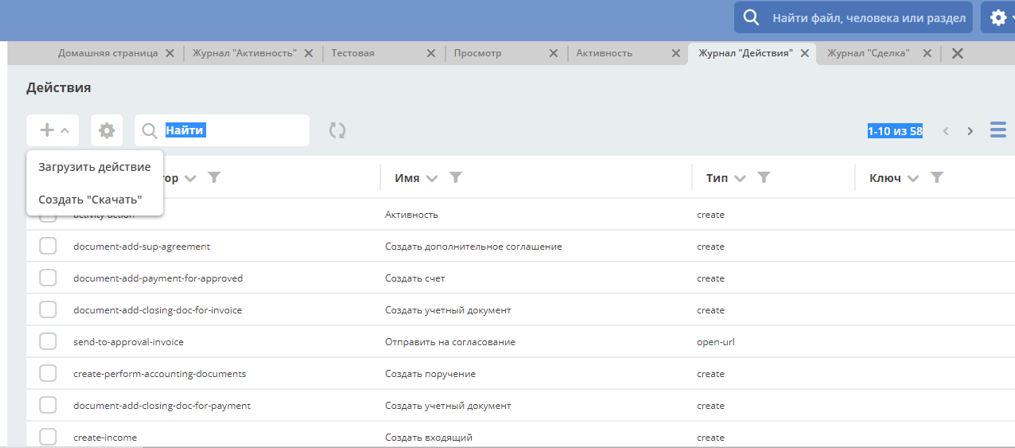 Найти файл, человека или раздел
Домашняя страница Журнал "Активность" Тестовая Просмотр Активность Журнал "Действия" Журнал "Сделка"
Действия
Найти 1-10 из 58
Загрузить действие
Создать "Скачать"
Имя Тип Ключ
activity-action Активность create
document-add-sup-agreement Создать дополнительное соглашение create
document-add-payment-for-approved Создать счет create
document-add-closing-doc-for-invoice Создать учетный документ create
send-to-approval-invoice Отправить на согласование open-url
create-perform-accounting-documents Создать поручение create
document-add-closing-doc-for-payment Создать учетный документ create
create-income Создать входящий create